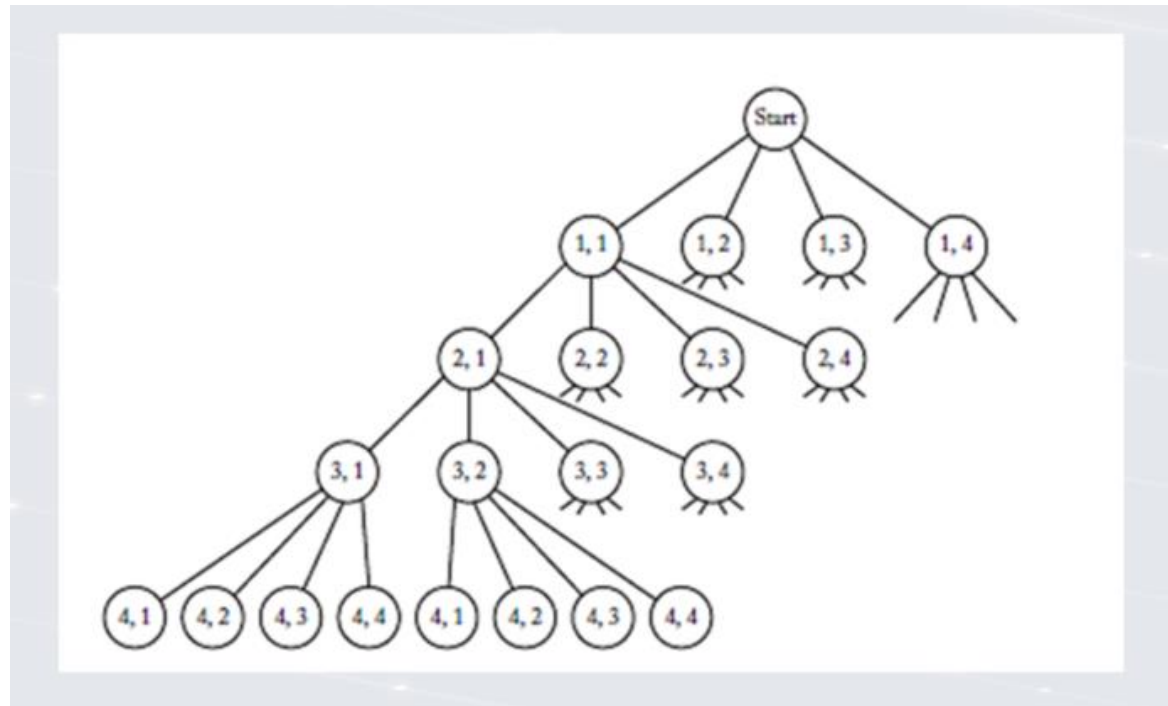 Start
1, 1 1, 2 1, 3 1, 4
2, 1 2, 2 2, 3 2, 4
3, 1 3, 2 3, 3 3, 4
4, 1 4, 2 4, 3 4, 4 4, 1 4, 2 4, 3 4, 4